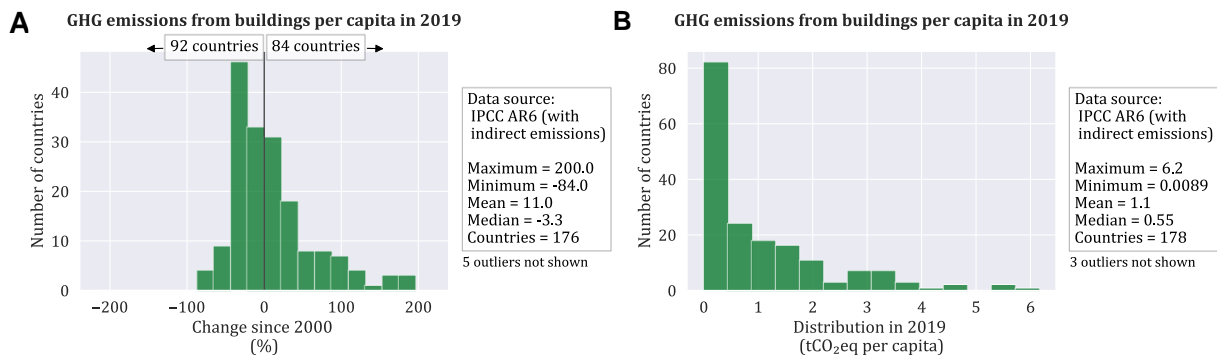 A
GHG emissions from buildings per capita in 2019
92 countries
84 countries
Number of countries
40
30
20
10
0
−200
−100
0
100
200
Change since 2000
(%)
Data source:
IPCC AR6 (with
indirect emissions)
Maximum = 200.0
Minimum = -84.0
Mean = 11.0
Median = -3.3
Countries = 176
5 outliers not shown
B
GHG emissions from buildings per capita in 2019
Number of countries
80
60
40
20
0
0
1
2
3
4
5
6
Distribution in 2019
(tCO₂eq per capita)
Data source:
IPCC AR6 (with
indirect emissions)
Maximum = 6.2
Minimum = 0.0089
Mean = 1.1
Median = 0.55
Countries = 178
3 outliers not shown